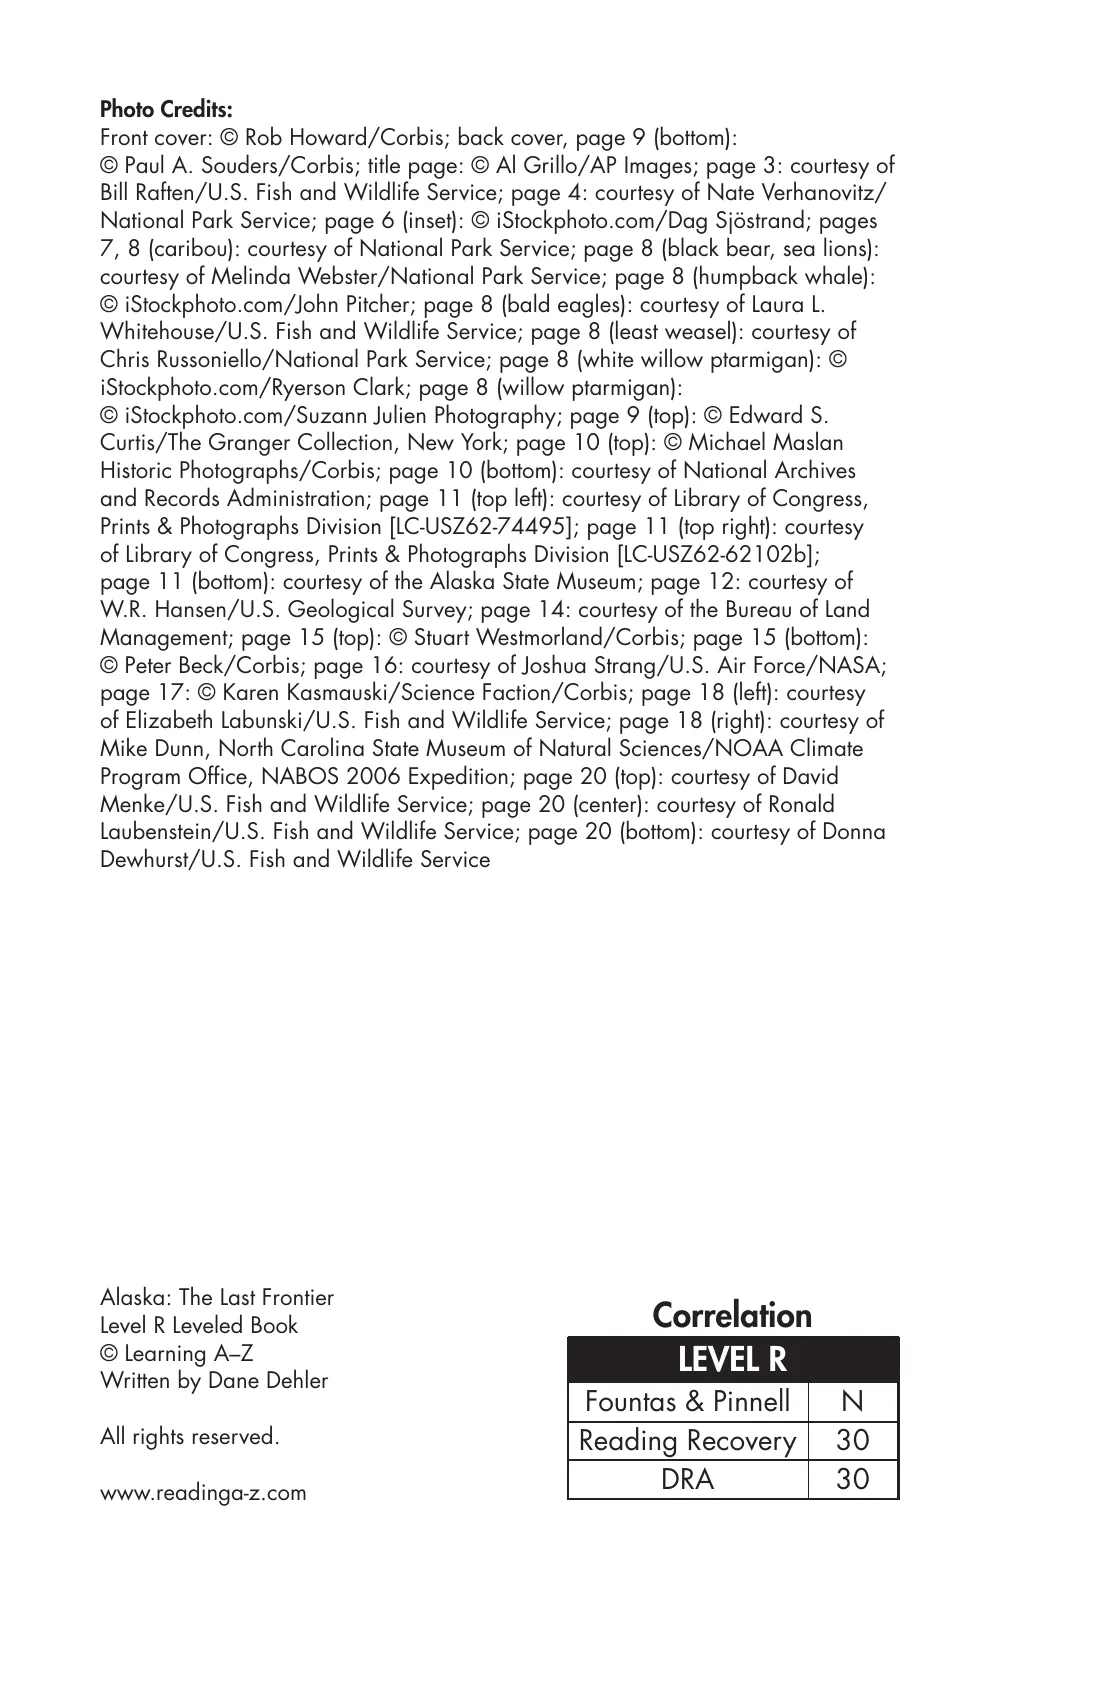 Photo Credits:
Front cover: © Rob Howard/Corbis; back cover, page 9 (bottom):
© Paul A. Souders/Corbis; title page: © Al Grillo/AP Images; page 3: courtesy of
Bill Raften/U.S. Fish and Wildlife Service; page 4: courtesy of Nate Verhanovitz/
National Park Service; page 6 (inset): © iStockphoto.com/Dag Sjöstrand; pages
7, 8 (caribou): courtesy of National Park Service; page 8 (black bear, sea lions):
courtesy of Melinda Webster/National Park Service; page 8 (humpback whale):
© iStockphoto.com/John Pitcher; page 8 (bald eagles): courtesy of Laura L.
Whitehouse/U.S. Fish and Wildlife Service; page 8 (least weasel): courtesy of
Chris Russoniello/National Park Service; page 8 (white willow ptarmigan): ©
iStockphoto.com/Ryerson Clark; page 8 (willow ptarmigan):
© iStockphoto.com/Suzann Julien Photography; page 9 (top): © Edward S.
Curtis/The Granger Collection, New York; page 10 (top): © Michael Maslan
Historic Photographs/Corbis; page 10 (bottom): courtesy of National Archives
and Records Administration; page 11 (top left): courtesy of Library of Congress,
Prints & Photographs Division [LC-USZ62-74495]; page 11 (top right): courtesy
of Library of Congress, Prints & Photographs Division [LC-USZ62-62102b];
page 11 (bottom): courtesy of the Alaska State Museum; page 12: courtesy of
W.R. Hansen/U.S. Geological Survey; page 14: courtesy of the Bureau of Land
Management; page 15 (top): © Stuart Westmorland/Corbis; page 15 (bottom):
© Peter Beck/Corbis; page 16: courtesy of Joshua Strang/U.S. Air Force/NASA;
page 17: © Karen Kasmauski/Science Faction/Corbis; page 18 (left): courtesy
of Elizabeth Labunski/U.S. Fish and Wildlife Service; page 18 (right): courtesy of
Mike Dunn, North Carolina State Museum of Natural Sciences/NOAA Climate
Program Office, NABOS 2006 Expedition; page 20 (top): courtesy of David
Menke/U.S. Fish and Wildlife Service; page 20 (center): courtesy of Ronald
Laubenstein/U.S. Fish and Wildlife Service; page 20 (bottom): courtesy of Donna
Dewhurst/U.S. Fish and Wildlife Service
Alaska: The Last Frontier
Level R Leveled Book
© Learning A–Z
Written by Dane Dehler
All rights reserved.
www.readinga-z.com
Correlation
LEVEL R
Fountas & Pinnell N
Reading Recovery 30
DRA 30